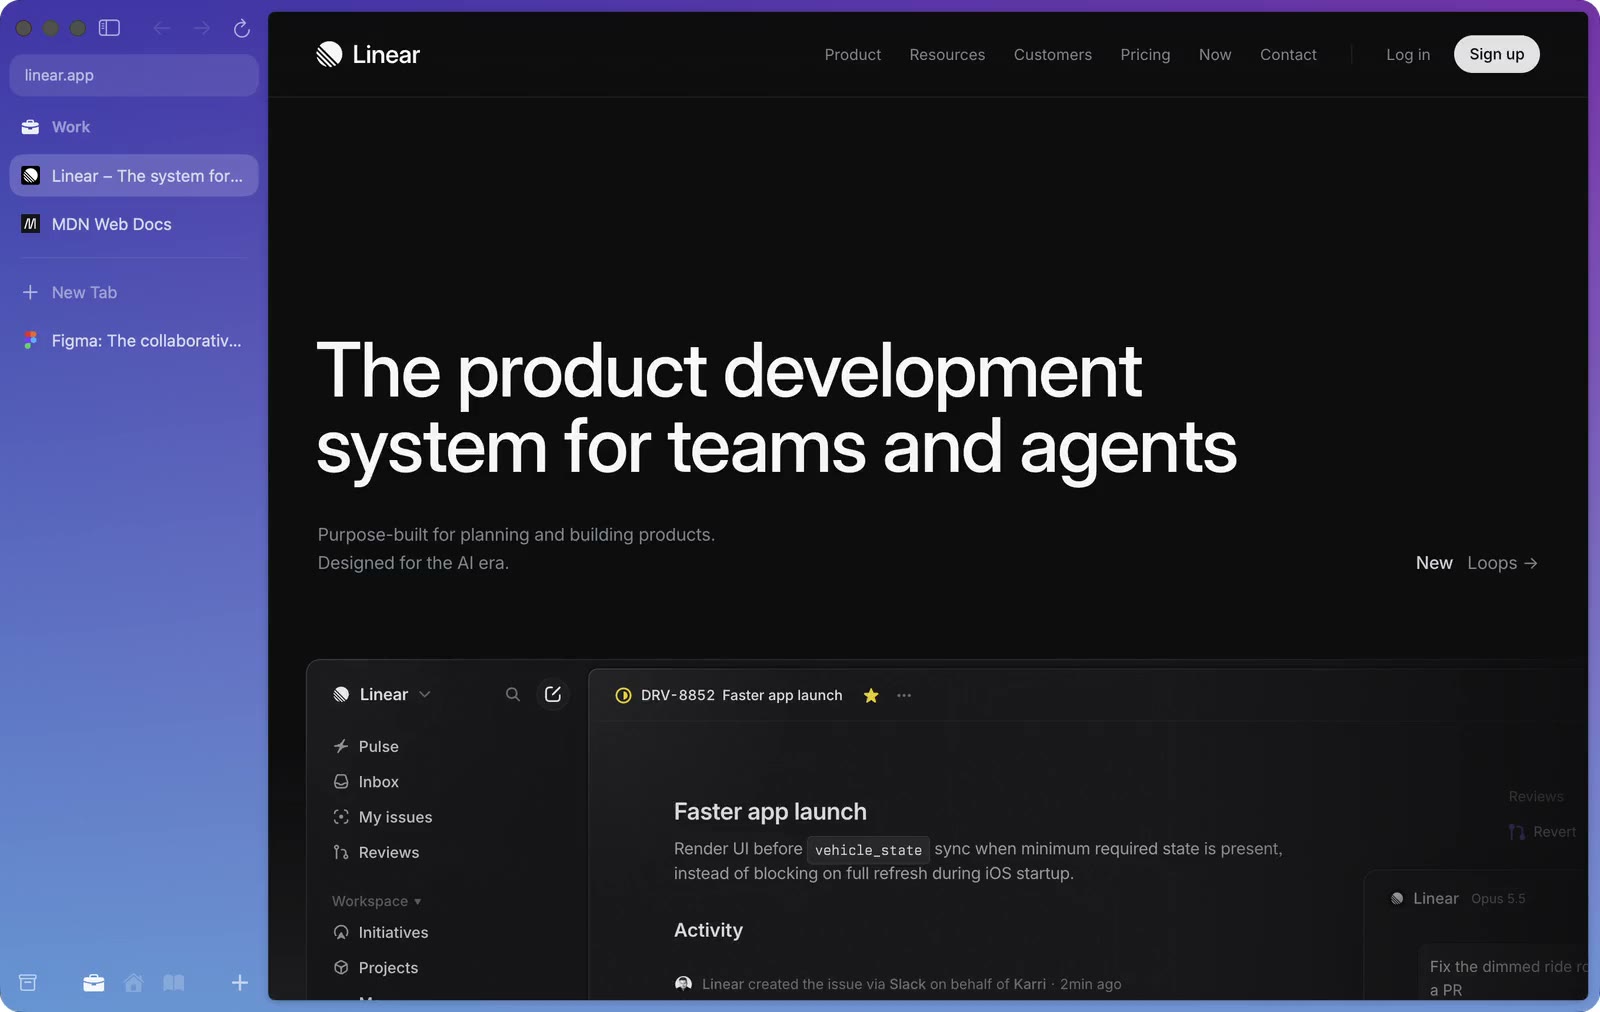 linear.app
Work
Linear – The system for...
MDN Web Docs
New Tab
Figma: The collaborativ...
Linear
Product
Resources
Customers
Pricing
Now
Contact
Log in
Sign up
The product development
system for teams and agents
Purpose-built for planning and building products.
Designed for the AI era.
New Loops →
Linear
Pulse
Inbox
My issues
Reviews
Workspace
Initiatives
Projects
DRV-8852 Faster app launch
Faster app launch
Render UI before vehicle_state sync when minimum required state is present,
instead of blocking on full refresh during iOS startup.
Activity
Linear created the issue via Slack on behalf of Karri · 2min ago
Reviews
Revert
Linear Opus 5.5
Fix the dimmed ride
a PR